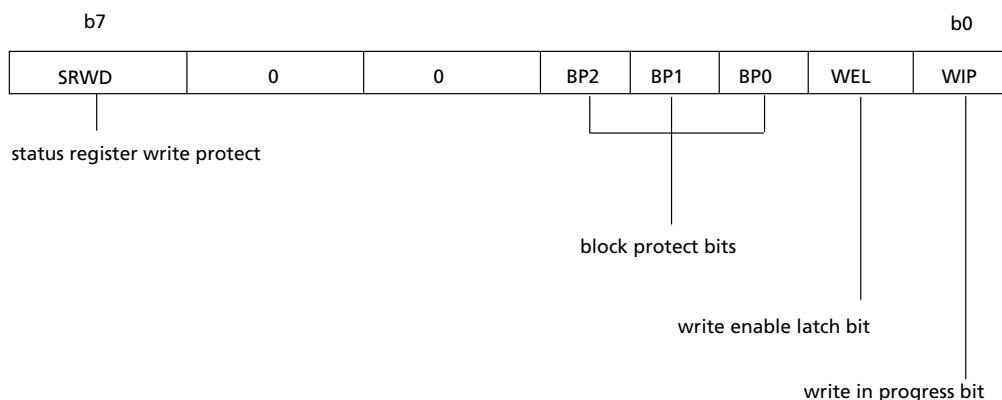 b7 b0
SRWD 0 0 BP2 BP1 BP0 WEL WIP
status register write protect
block protect bits
write enable latch bit
write in progress bit